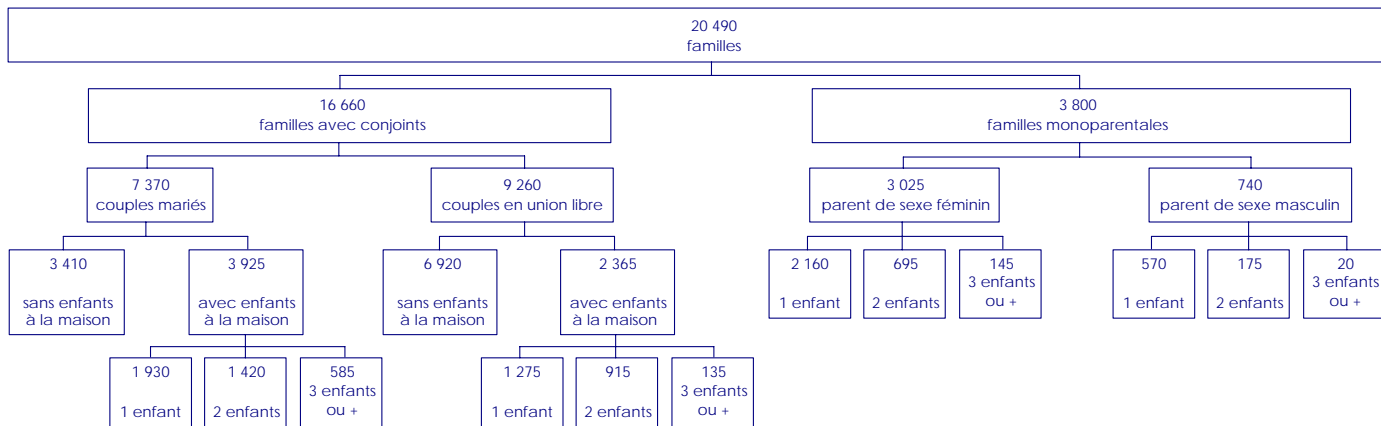 20 490
familles
16 660
familles avec conjoints
3 800
familles monoparentales
7 370
couples mariés
9 260
couples en union libre
3 025
parent de sexe féminin
740
parent de sexe masculin
3 410
sans enfants
à la maison
3 925
avec enfants
à la maison
6 920
sans enfants
à la maison
2 365
avec enfants
à la maison
2 160
1 enfant
695
2 enfants
145
3 enfants
ou +
570
1 enfant
175
2 enfants
20
3 enfants
ou +
1 930
1 enfant
1 420
2 enfants
585
3 enfants
ou +
1 275
1 enfant
915
2 enfants
135
3 enfants
ou +